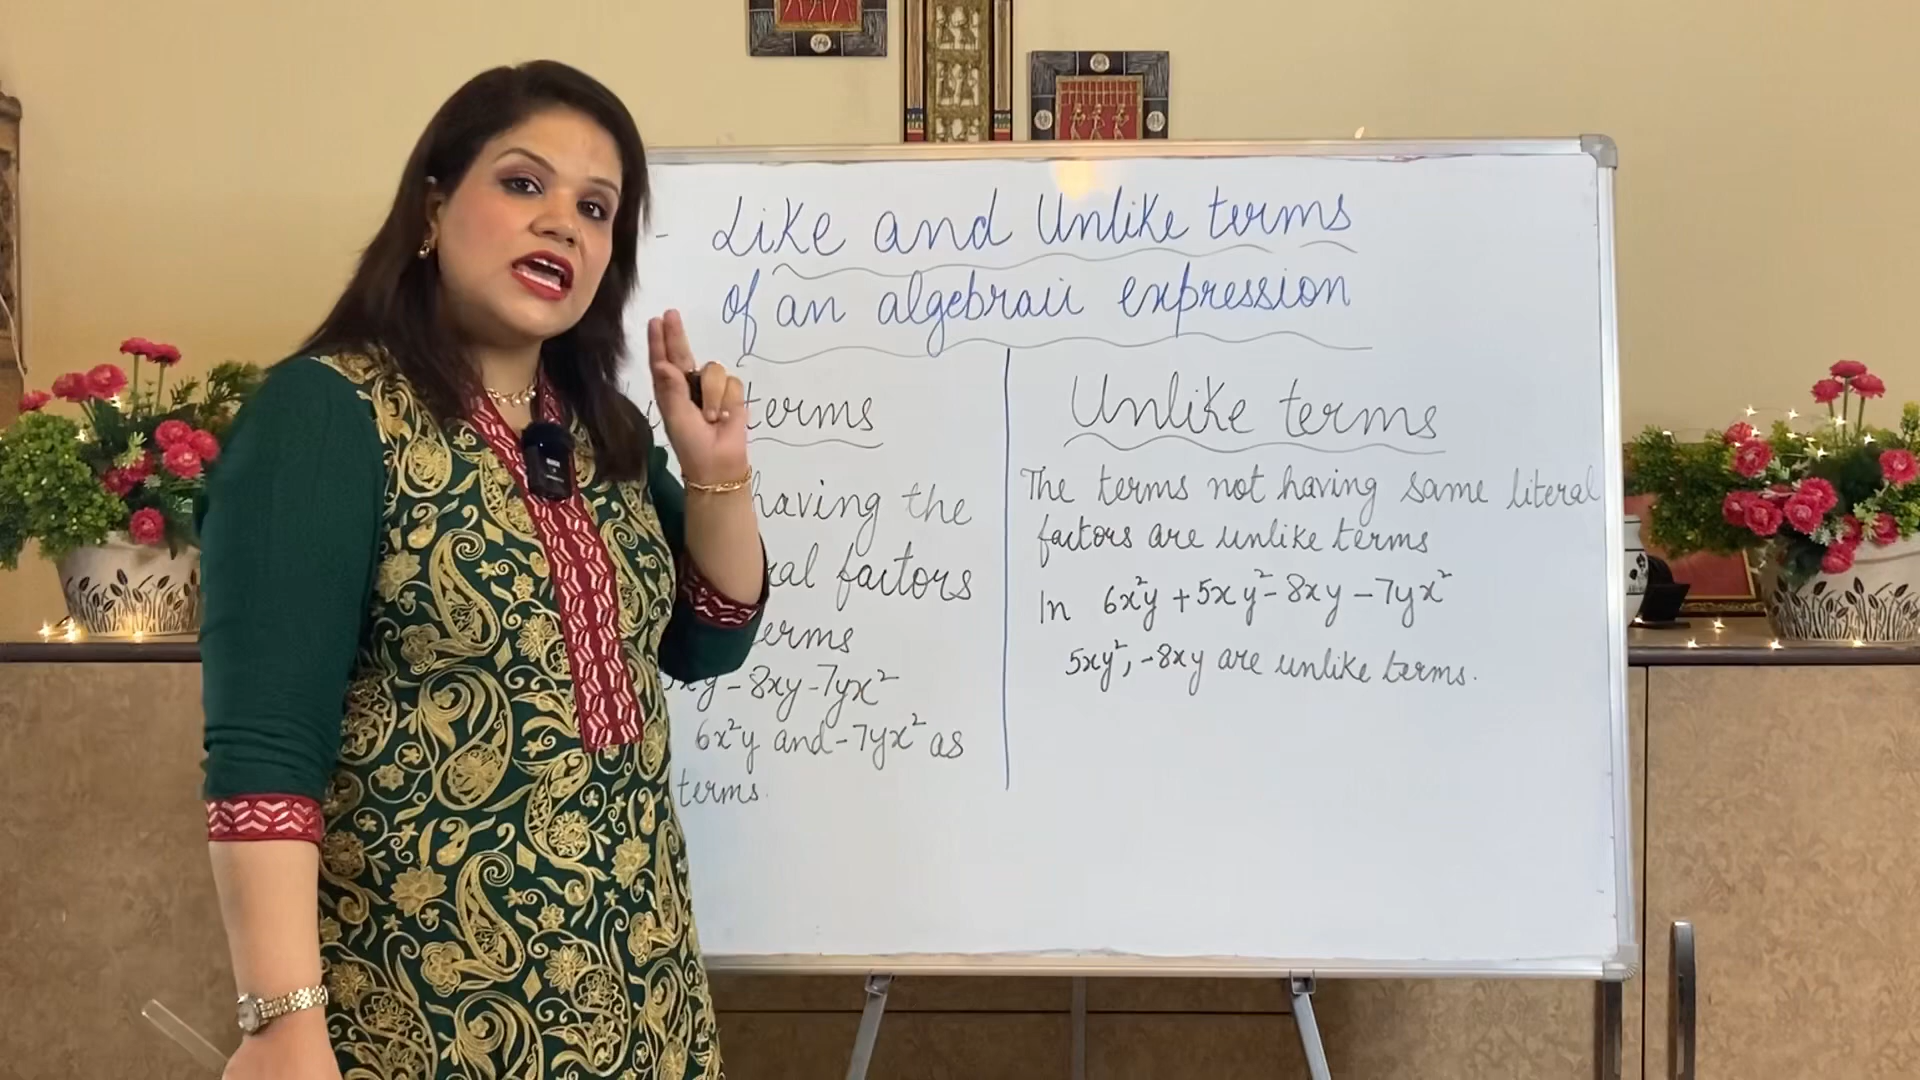 - Like and Unlike terms
of an algebraic expression
terms
having the
factors
terms
- 8xy - 7yx²
6x²y and - 7yx² as
terms.
Unlike terms
The terms not having same literal
factors are unlike terms
In 6x²y + 5xy² - 8xy - 7yx²
5xy², - 8xy are unlike terms.